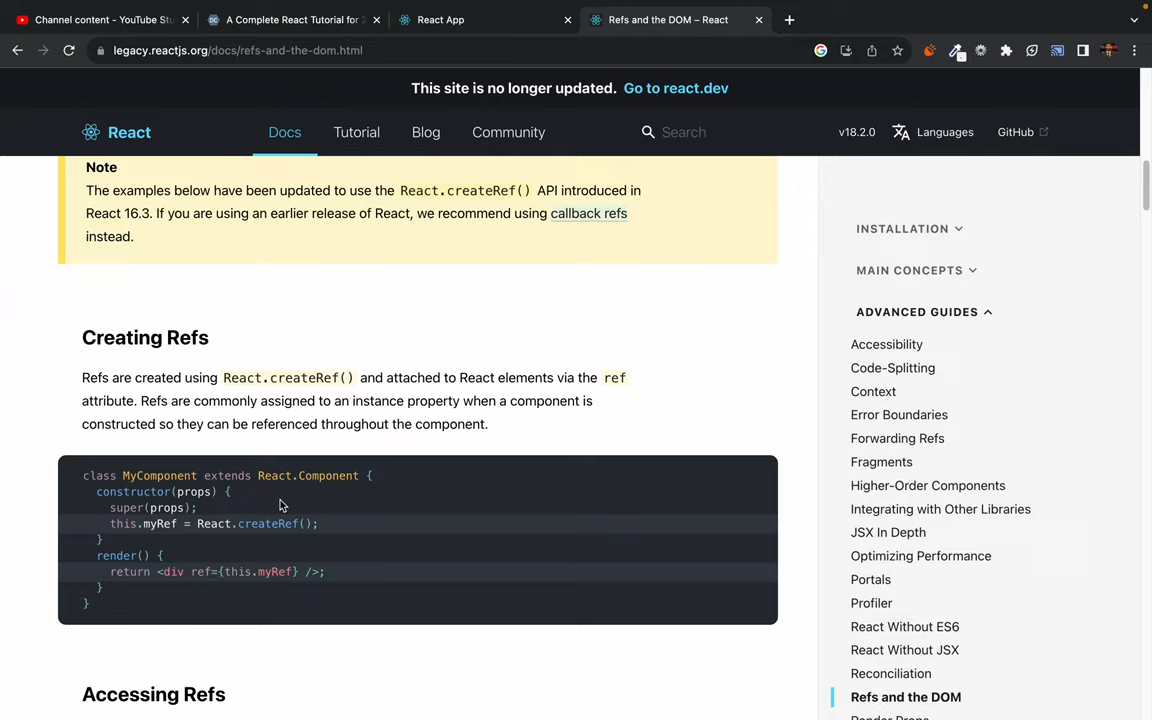 Channel content - YouTube Stu
A Complete React Tutorial for 2
React App
Refs and the DOM – React
legacy.reactjs.org/docs/refs-and-the-dom.html
This site is no longer updated. Go to react.dev
React
Docs
Tutorial
Blog
Community
Search
v18.2.0
Languages
GitHub
Note
The examples below have been updated to use the React.createRef() API introduced in
React 16.3. If you are using an earlier release of React, we recommend using callback refs
instead.
Creating Refs
Refs are created using React.createRef() and attached to React elements via the ref
attribute. Refs are commonly assigned to an instance property when a component is
constructed so they can be referenced throughout the component.
class MyComponent extends React.Component {
constructor(props) {
super(props);
this.myRef = React.createRef();
}
render() {
return <div ref={this.myRef} />;
}
}
Accessing Refs
INSTALLATION
MAIN CONCEPTS
ADVANCED GUIDES
Accessibility
Code-Splitting
Context
Error Boundaries
Forwarding Refs
Fragments
Higher-Order Components
Integrating with Other Libraries
JSX In Depth
Optimizing Performance
Portals
Profiler
React Without ES6
React Without JSX
Reconciliation
Refs and the DOM
Render Props